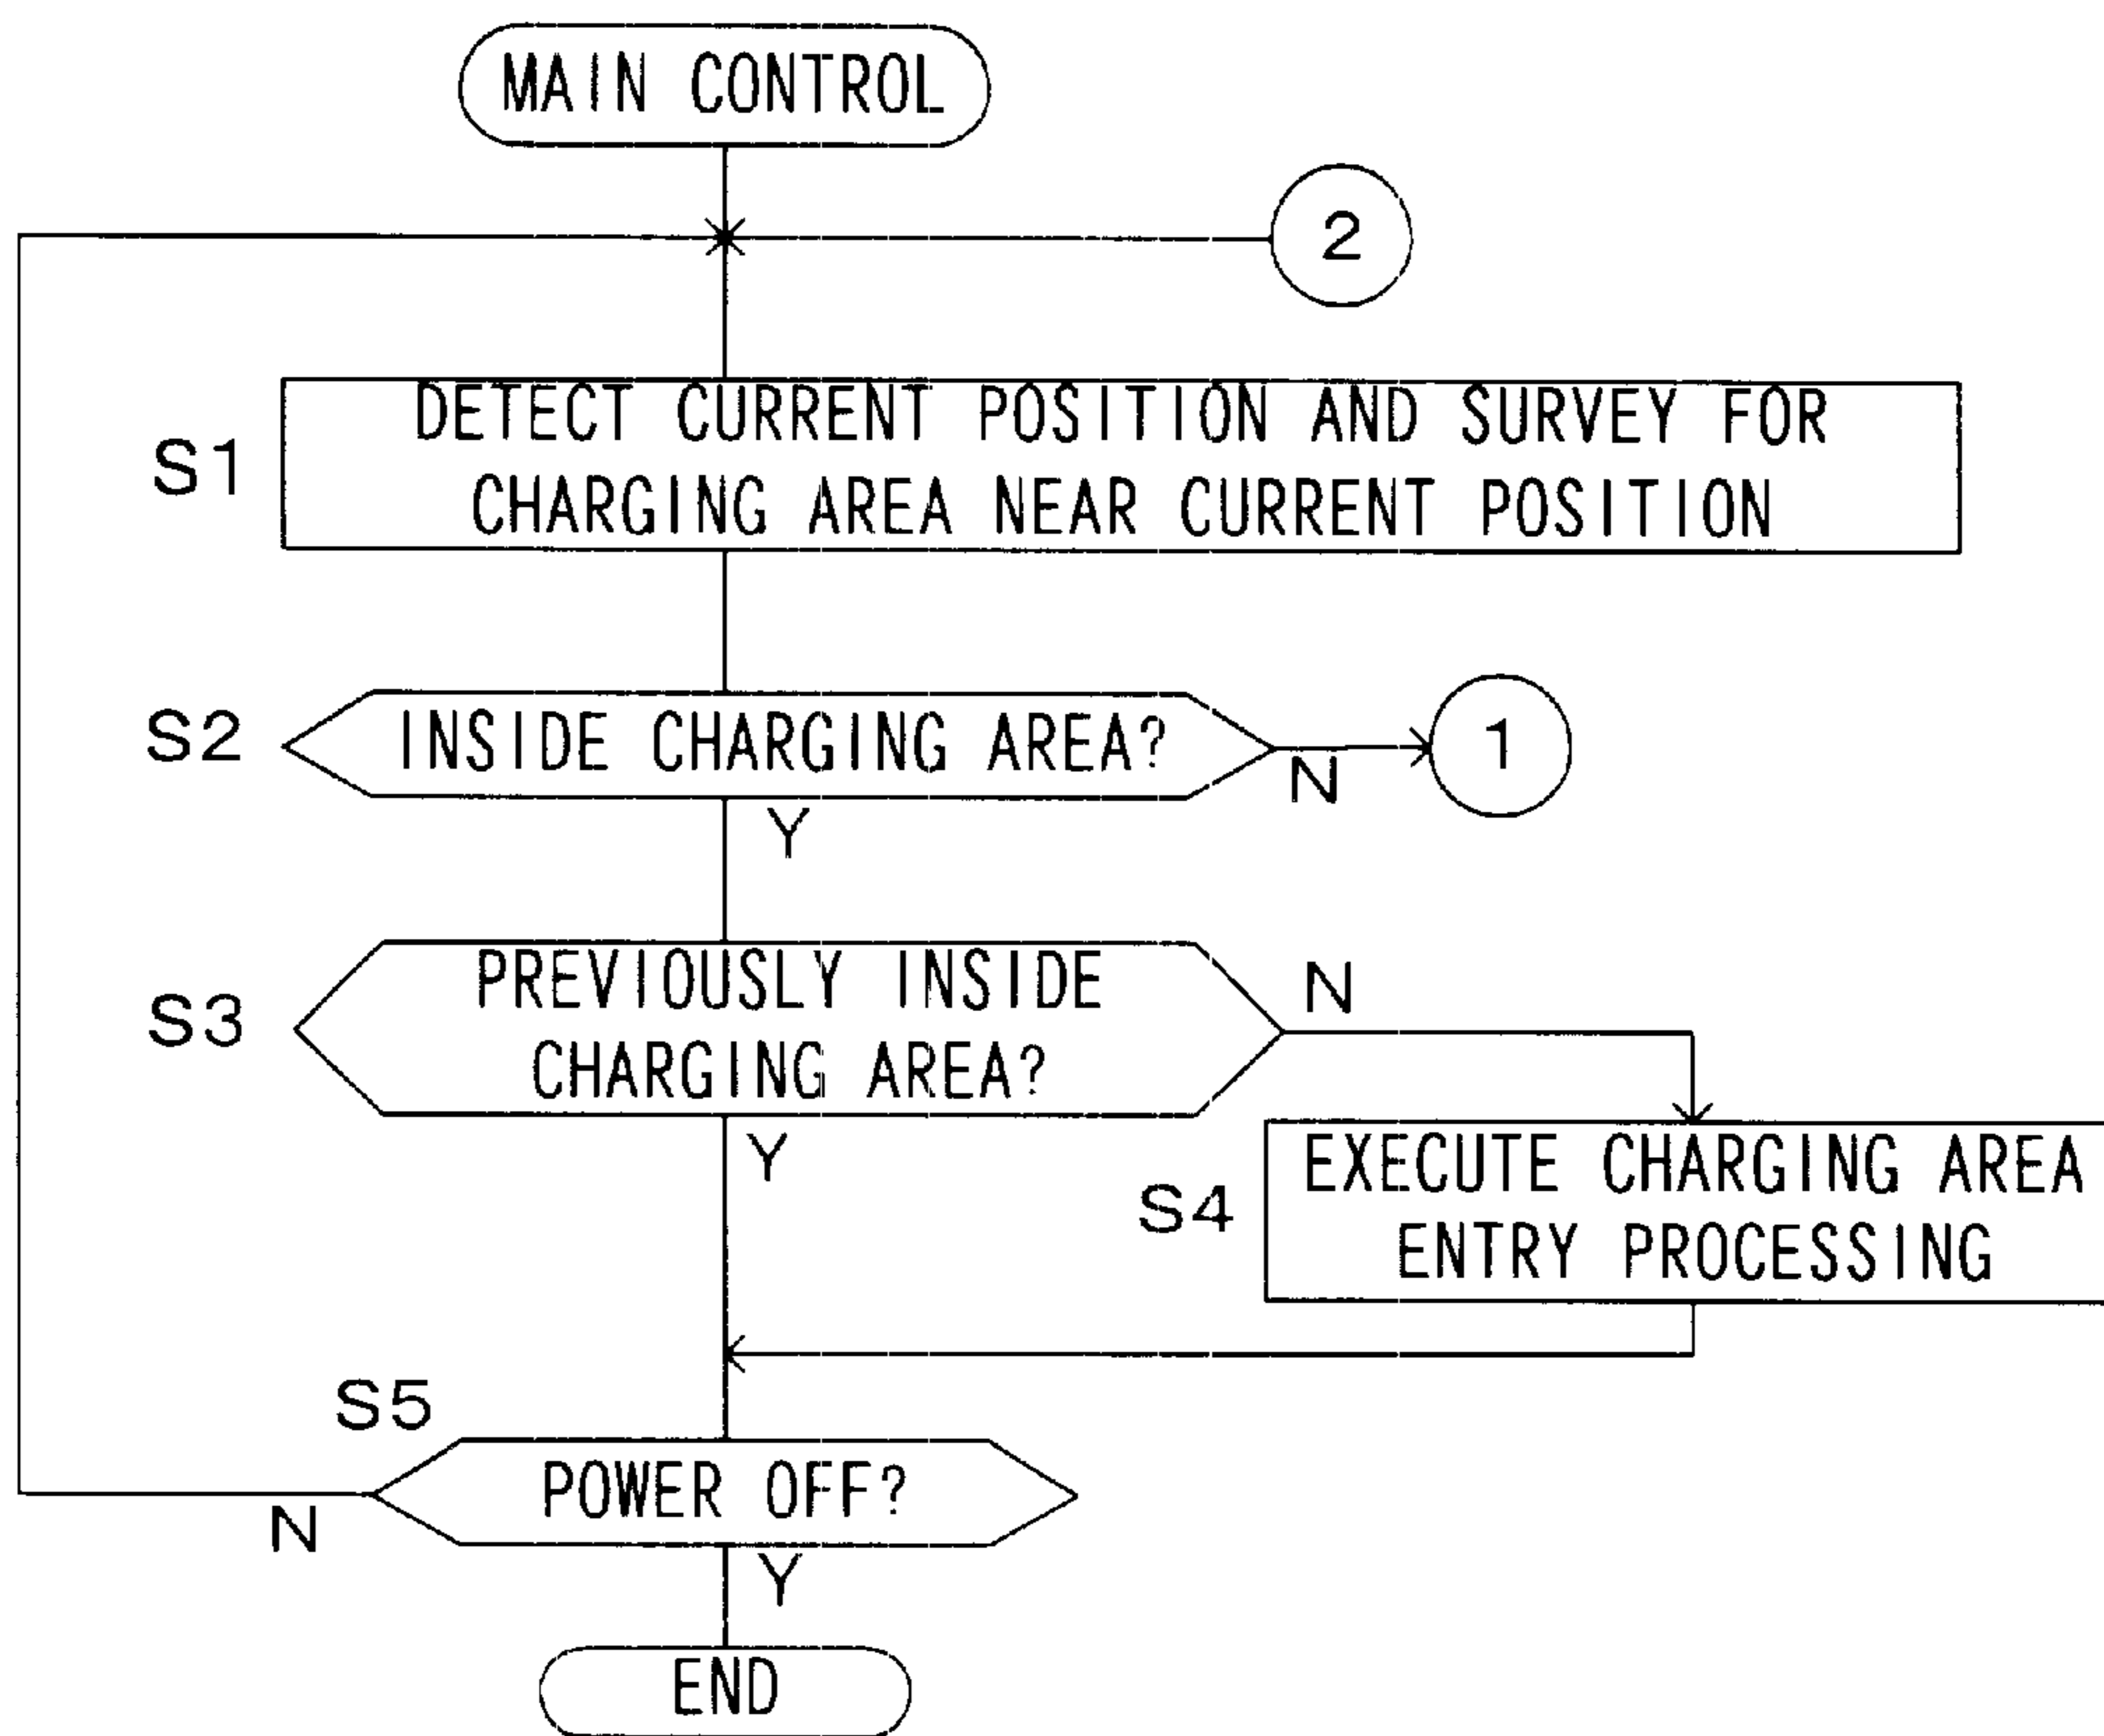 MAIN CONTROL
2
S1
DETECT CURRENT POSITION AND SURVEY FOR
CHARGING AREA NEAR CURRENT POSITION
S2
INSIDE CHARGING AREA?
N
1
Y
S3
PREVIOUSLY INSIDE
CHARGING AREA?
N
Y
S4
EXECUTE CHARGING AREA
ENTRY PROCESSING
S5
POWER OFF?
N
Y
END